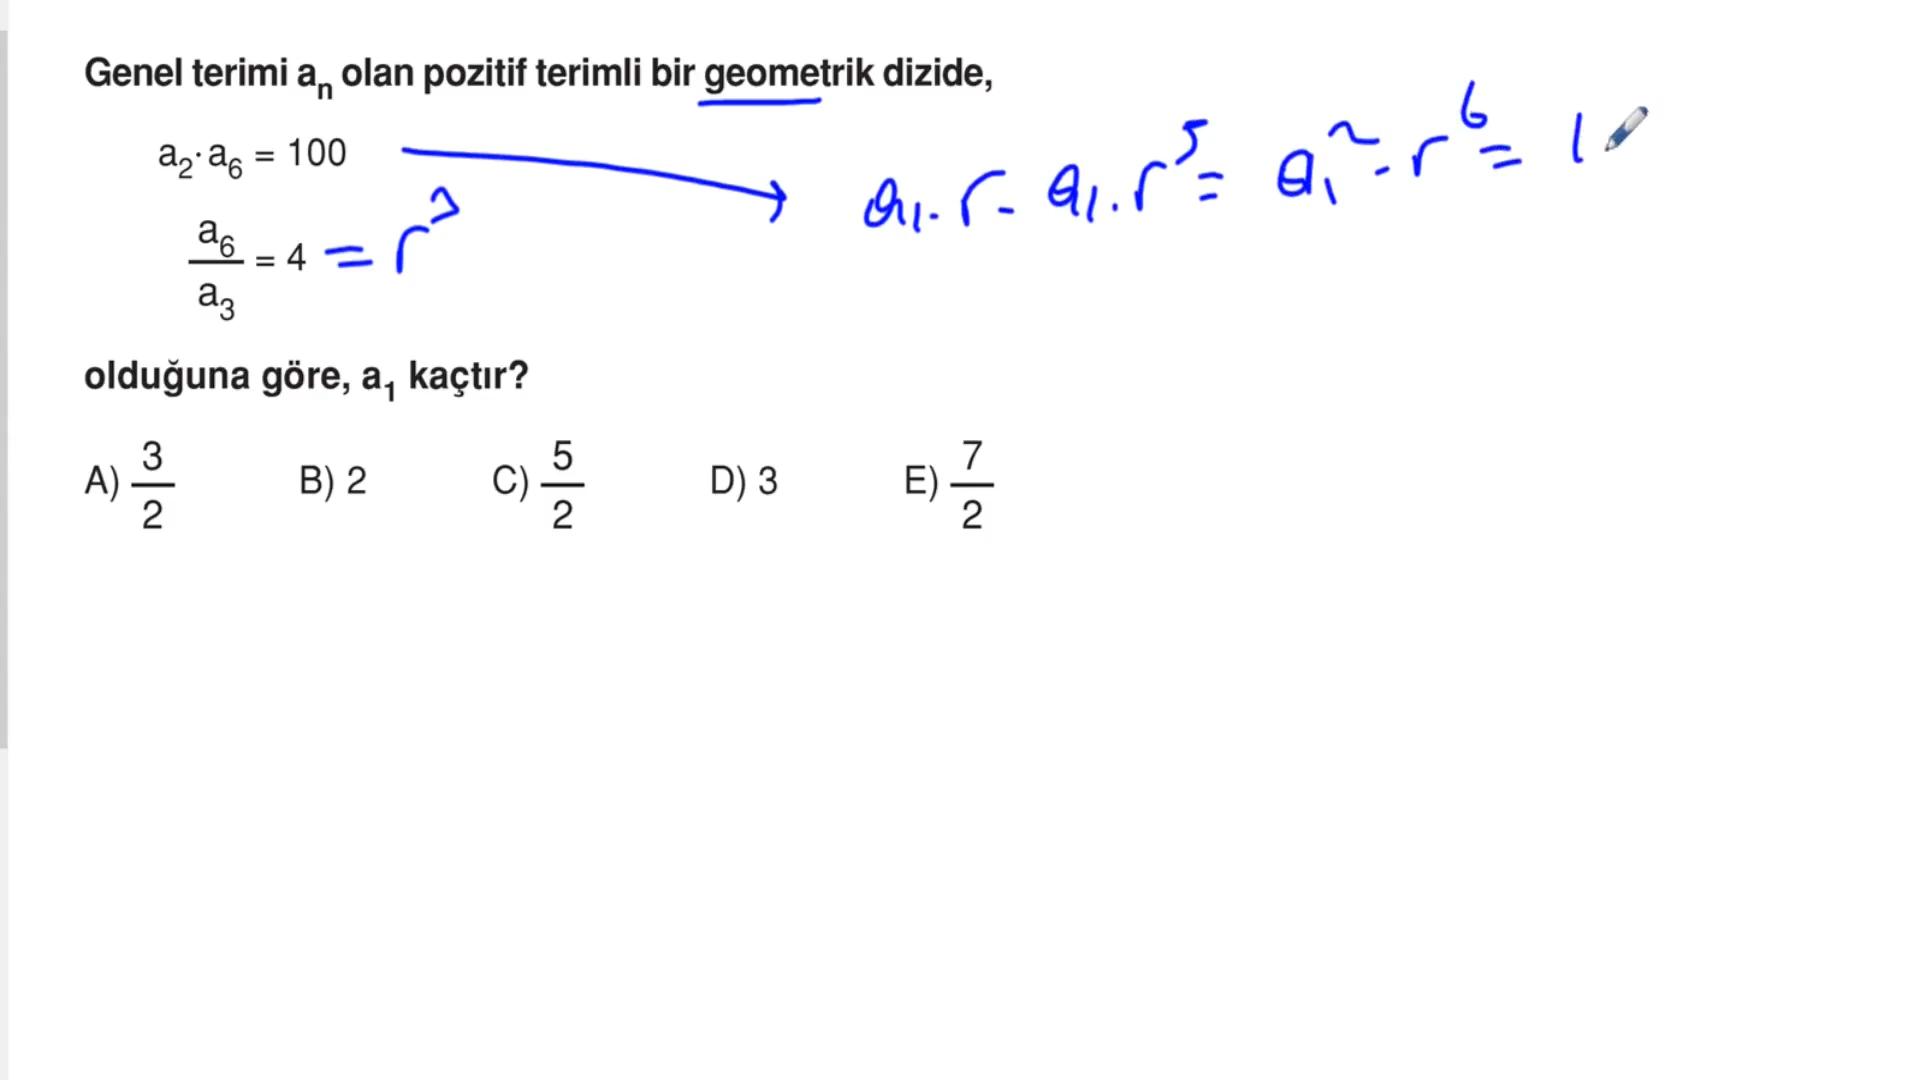 Genel terimi aₙ olan pozitif terimli bir geometrik dizide,
a₂·a₆ = 100
a₁·r·a₁·r⁵ = a₁²·r⁶ = 1
a₆/a₃ = 4 = r³
olduğuna göre, a₁ kaçtır?
A) 3/2 B) 2 C) 5/2 D) 3 E) 7/2